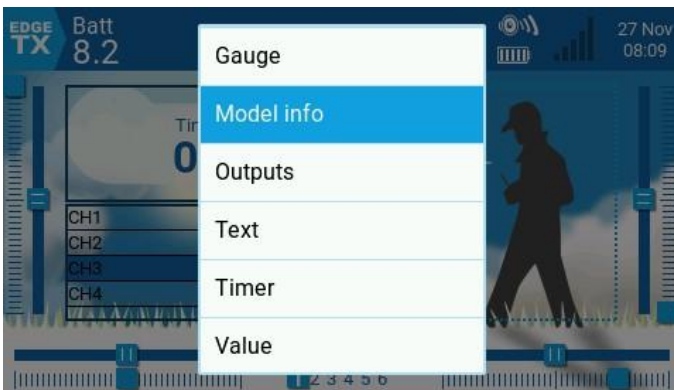 EDGE
TX
Batt
8.2
27 Nov
08:09
Gauge
Model info
Outputs
Text
Timer
Value
0
CH1
CH2
CH3
CH4
1 2 3 4 5 6